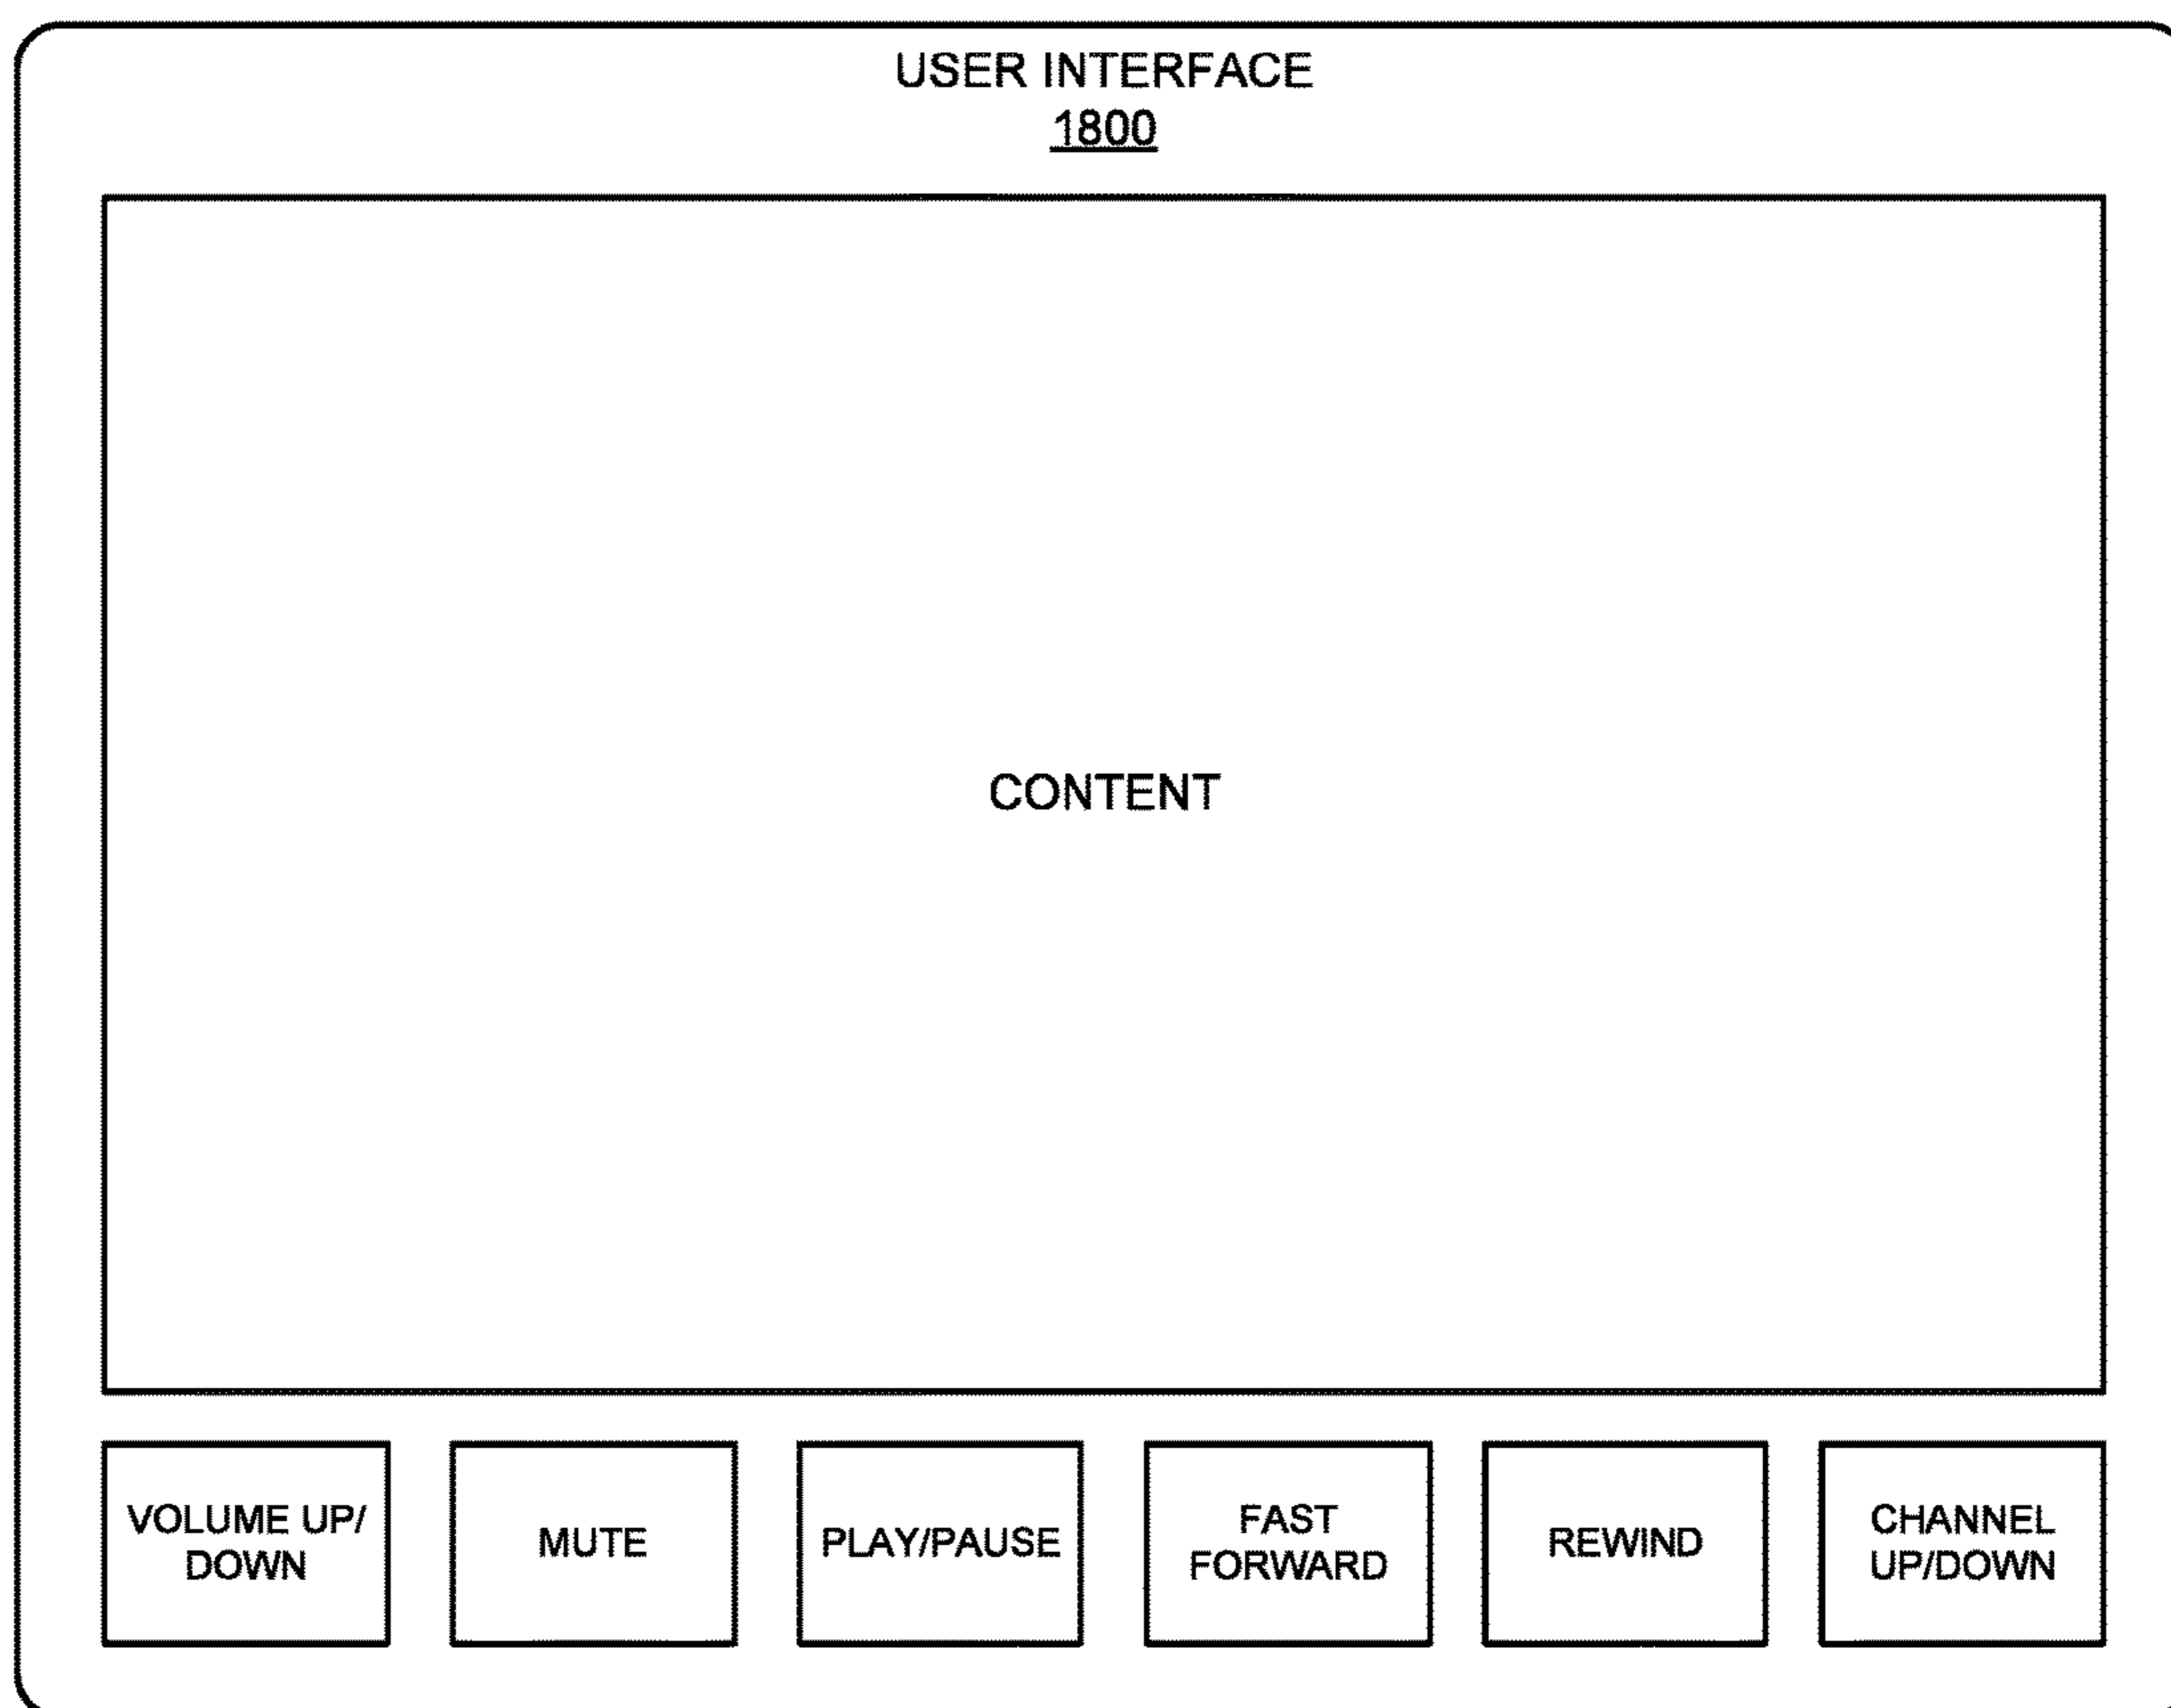 USER INTERFACE
1800
CONTENT
VOLUME UP/
DOWN
MUTE
PLAY/PAUSE
FAST
FORWARD
REWIND
CHANNEL
UP/DOWN